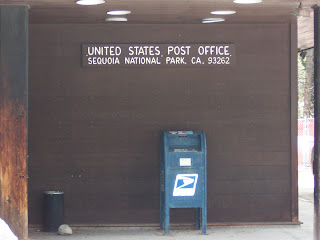 UNITED STATES POST OFFICE
SEQUOIA NATIONAL PARK, CA. 93262